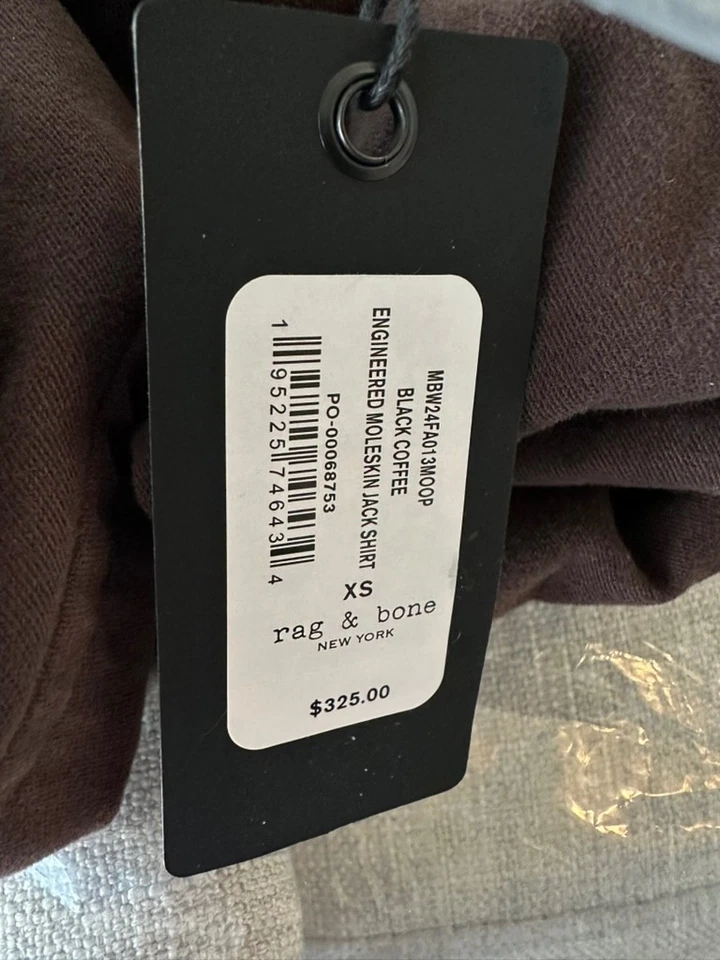 MBW24FA013MOOP
BLACK COFFEE
ENGINEERED MOLESKIN JACK SHIRT
PO-00068753
1 95225 74643 4
XS
rag & bone
NEW YORK
$325.00